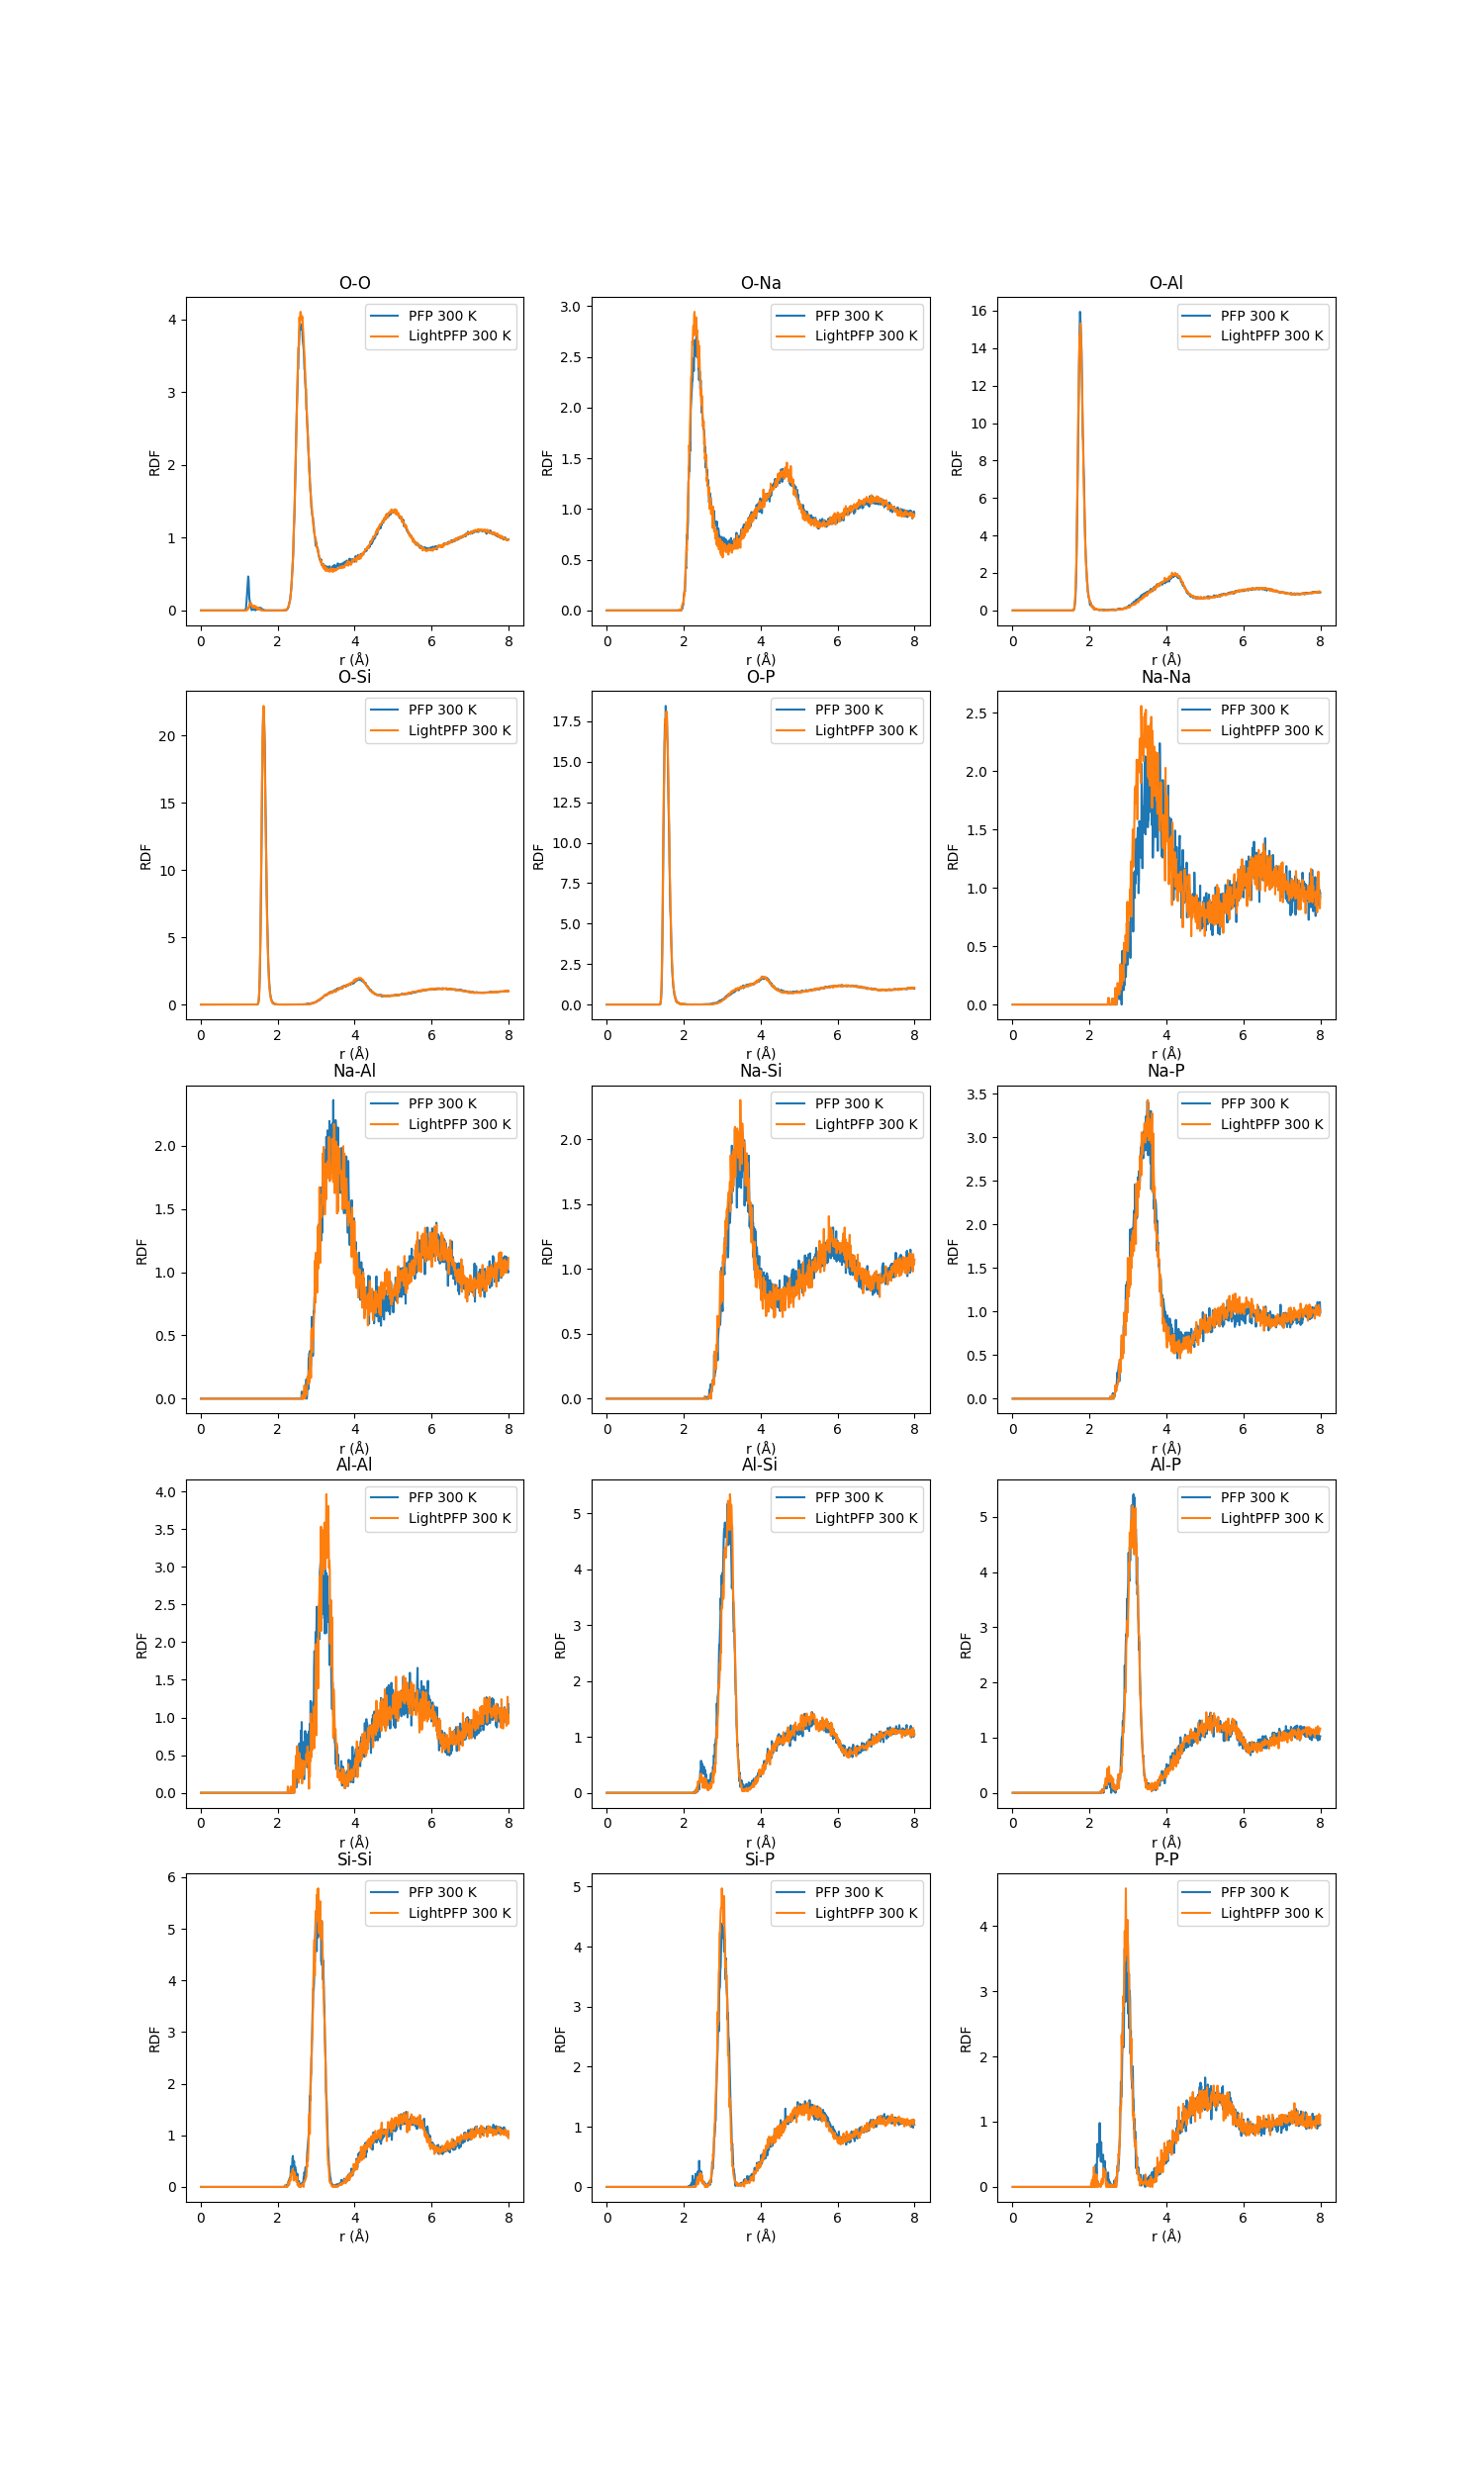 O-O
4
3
2
1
0
RDF
PFP 300 K
LightPFP 300 K
0 2 4 6 8
r (Å)
O-Na
3.0
2.5
2.0
1.5
1.0
0.5
0.0
RDF
PFP 300 K
LightPFP 300 K
0 2 4 6 8
r (Å)
O-Al
16
14
12
10
8
6
4
2
0
RDF
PFP 300 K
LightPFP 300 K
0 2 4 6 8
r (Å)
O-Si
20
15
10
5
0
RDF
PFP 300 K
LightPFP 300 K
0 2 4 6 8
r (Å)
O-P
17.5
15.0
12.5
10.0
7.5
5.0
2.5
0.0
RDF
PFP 300 K
LightPFP 300 K
0 2 4 6 8
r (Å)
Na-Na
2.5
2.0
1.5
1.0
0.5
0.0
RDF
PFP 300 K
LightPFP 300 K
0 2 4 6 8
r (Å)
Na-Al
2.0
1.5
1.0
0.5
0.0
RDF
PFP 300 K
LightPFP 300 K
0 2 4 6 8
r (Å)
Na-Si
2.0
1.5
1.0
0.5
0.0
RDF
PFP 300 K
LightPFP 300 K
0 2 4 6 8
r (Å)
Na-P
3.5
3.0
2.5
2.0
1.5
1.0
0.5
0.0
RDF
PFP 300 K
LightPFP 300 K
0 2 4 6 8
r (Å)
Al-Al
4.0
3.5
3.0
2.5
2.0
1.5
1.0
0.5
0.0
RDF
PFP 300 K
LightPFP 300 K
0 2 4 6 8
r (Å)
Al-Si
5
4
3
2
1
0
RDF
PFP 300 K
LightPFP 300 K
0 2 4 6 8
r (Å)
Al-P
5
4
3
2
1
0
RDF
PFP 300 K
LightPFP 300 K
0 2 4 6 8
r (Å)
Si-Si
6
5
4
3
2
1
0
RDF
PFP 300 K
LightPFP 300 K
0 2 4 6 8
r (Å)
Si-P
5
4
3
2
1
0
RDF
PFP 300 K
LightPFP 300 K
0 2 4 6 8
r (Å)
P-P
4
3
2
1
0
RDF
PFP 300 K
LightPFP 300 K
0 2 4 6 8
r (Å)